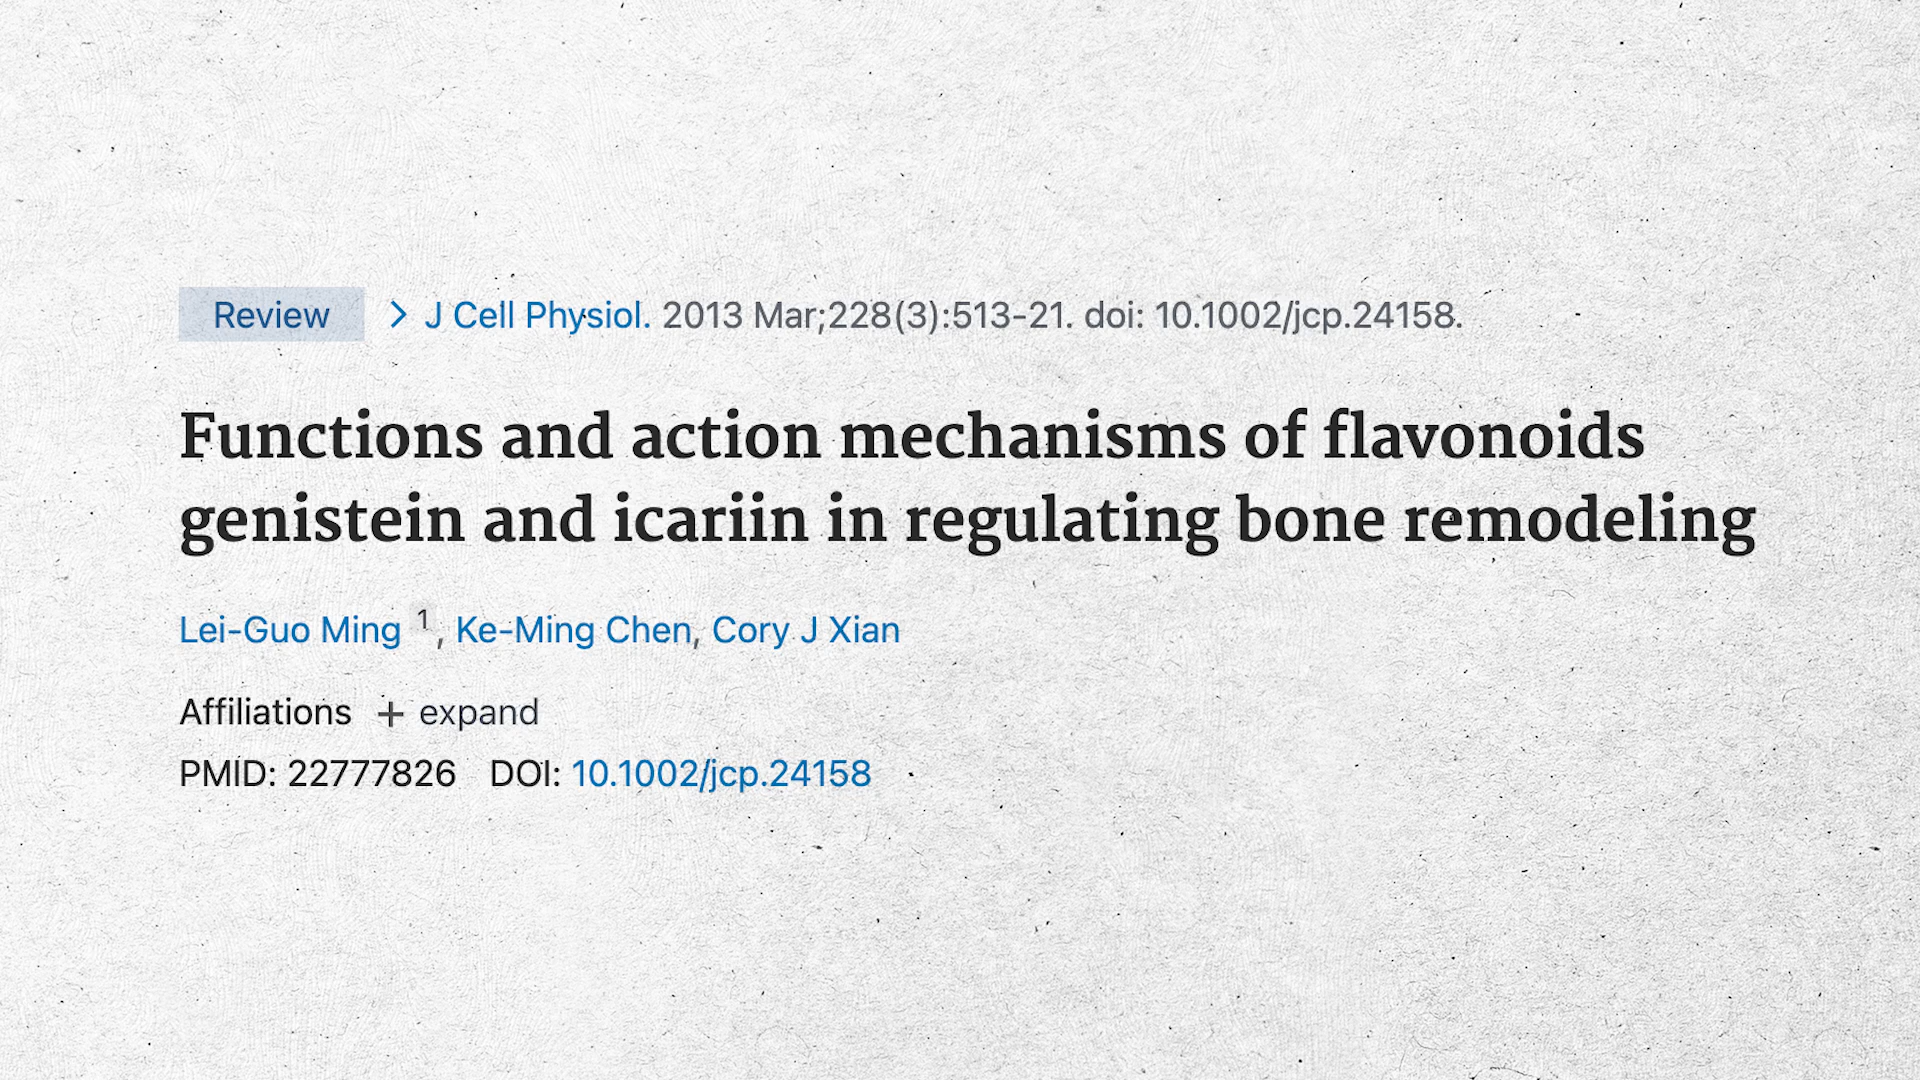 Review > J Cell Physiol. 2013 Mar;228(3):513-21. doi: 10.1002/jcp.24158.
Functions and action mechanisms of flavonoids
genistein and icariin in regulating bone remodeling
Lei-Guo Ming 1, Ke-Ming Chen, Cory J Xian
Affiliations + expand
PMID: 22777826 DOI: 10.1002/jcp.24158